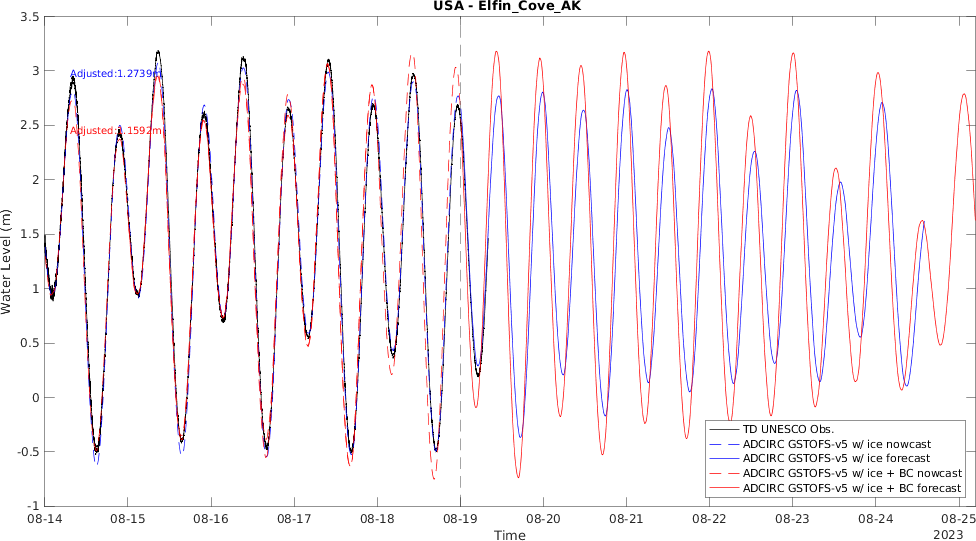 USA - Elfin_Cove_AK
3.5
3
2.5
2
1.5
1
0.5
0
-0.5
-1
Water Level (m)
Adjusted:1.2739m
TD UNESCO Obs.
ADCIRC GSTOFS-v5 w/ ice nowcast
ADCIRC GSTOFS-v5 w/ ice forecast
ADCIRC GSTOFS-v5 w/ ice + BC nowcast
ADCIRC GSTOFS-v5 w/ ice + BC forecast
08-14 08-15 08-16 08-17 08-18 08-19 08-20 08-21 08-22 08-23 08-24 08-25
Time
2023